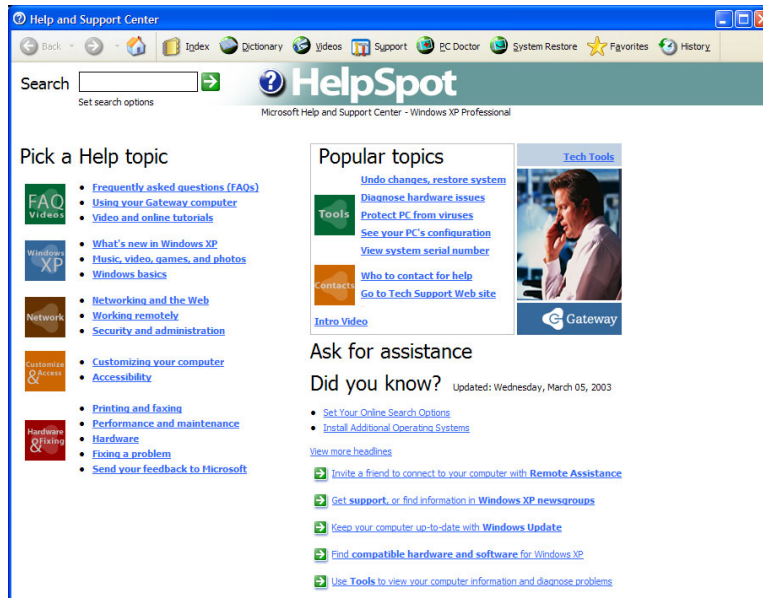 Help and Support Center
Back
Index
Dictionary
Videos
Support
PC Doctor
System Restore
Favorites
History
Search
Set search options
HelpSpot
Microsoft Help and Support Center - Windows XP Professional
Pick a Help topic
FAQ
Videos
Frequently asked questions (FAQs)
Using your Gateway computer
Video and online tutorials
Windows
XP
What's new in Windows XP
Music, video, games, and photos
Windows basics
Network
Networking and the Web
Working remotely
Security and administration
Customize
& Access
Customizing your computer
Accessibility
Hardware
& Fixing
Printing and faxing
Performance and maintenance
Hardware
Fixing a problem
Send your feedback to Microsoft
Popular topics
Tools
Undo changes, restore system
Diagnose hardware issues
Protect PC from viruses
See your PC's configuration
View system serial number
Contacts
Who to contact for help
Go to Tech Support Web site
Intro Video
Tech Tools
Gateway
Ask for assistance
Did you know? Updated: Wednesday, March 05, 2003
Set Your Online Search Options
Install Additional Operating Systems
View more headlines
Invite a friend to connect to your computer with Remote Assistance
Get support, or find information in Windows XP newsgroups
Keep your computer up-to-date with Windows Update
Find compatible hardware and software for Windows XP
Use Tools to view your computer information and diagnose problems